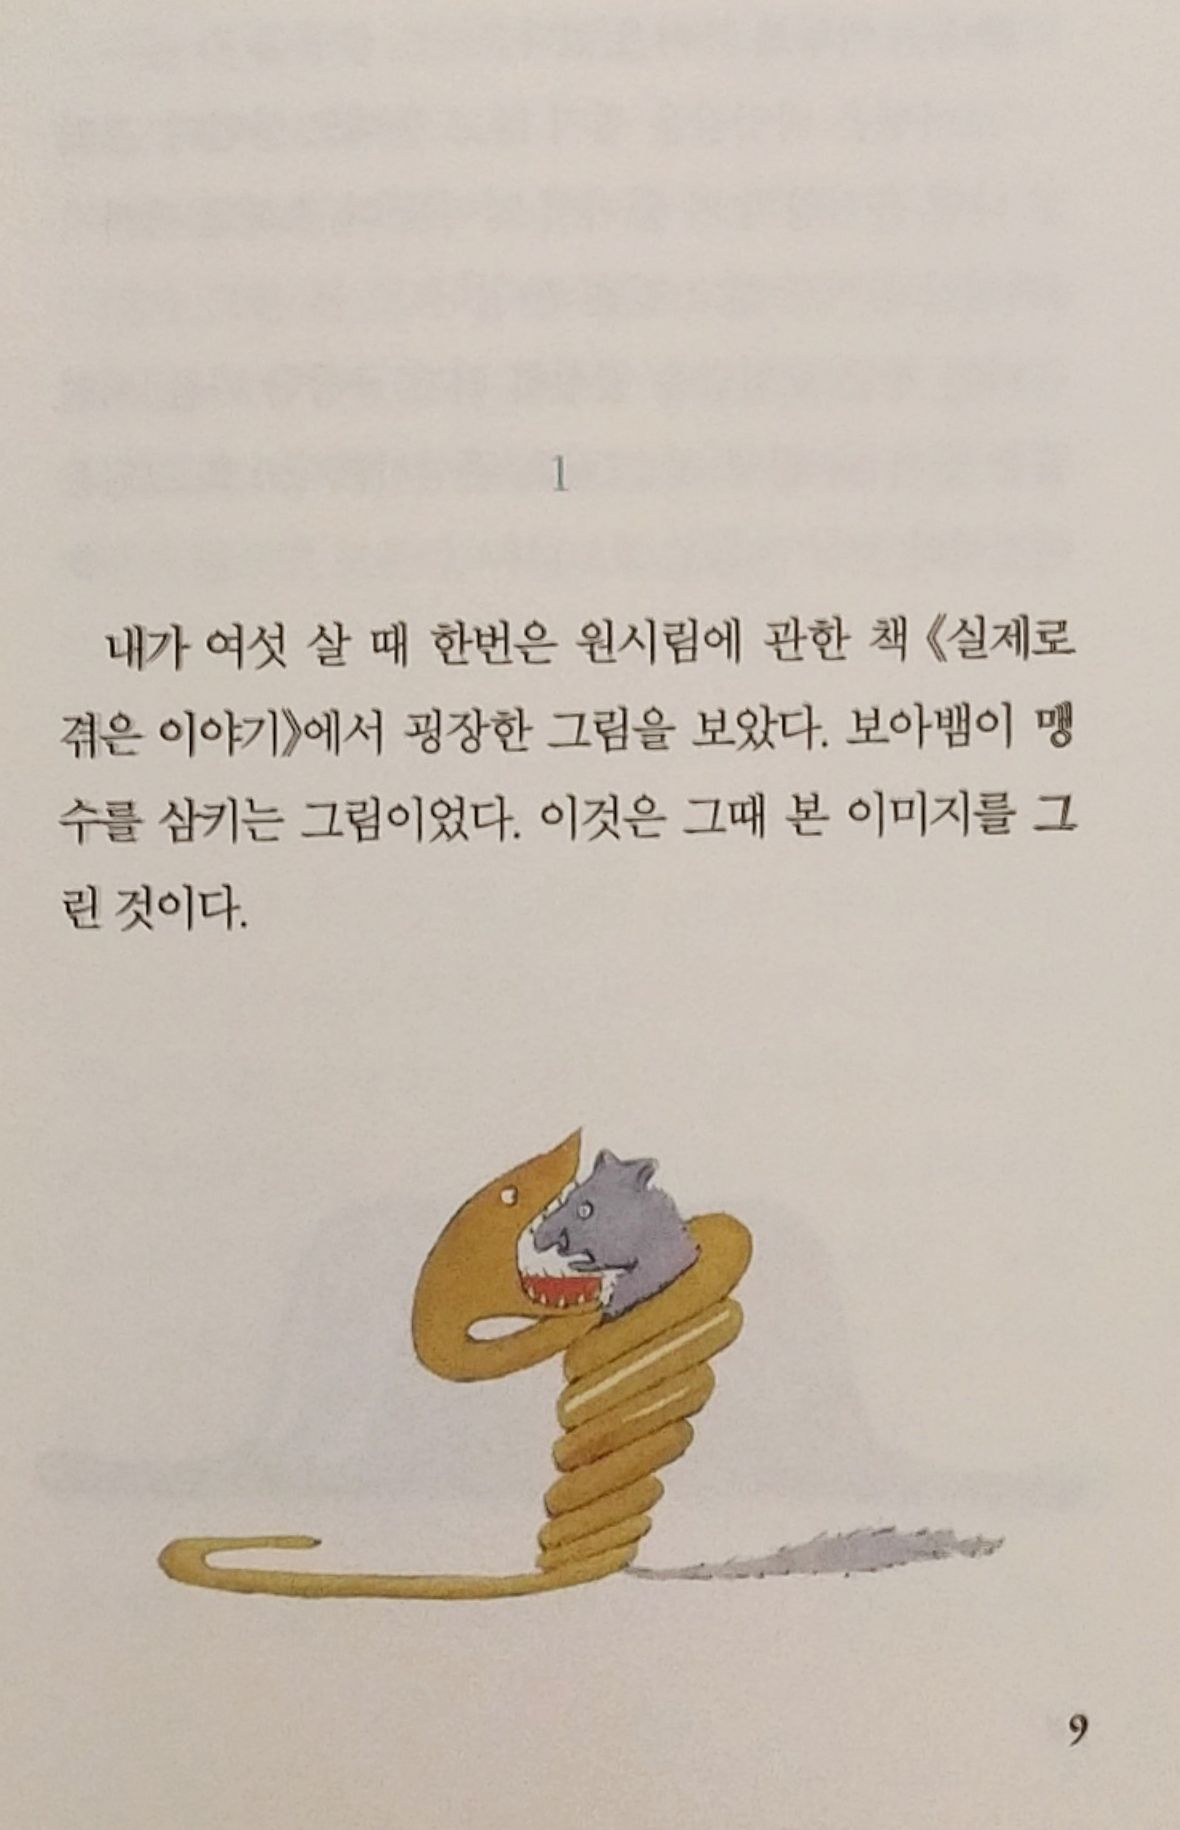 1
내가 여섯 살 때 한번은 원시림에 관한 책 《실제로
겪은 이야기》에서 굉장한 그림을 보았다. 보아뱀이 맹
수를 삼키는 그림이었다. 이것은 그때 본 이미지를 그
린 것이다.
9